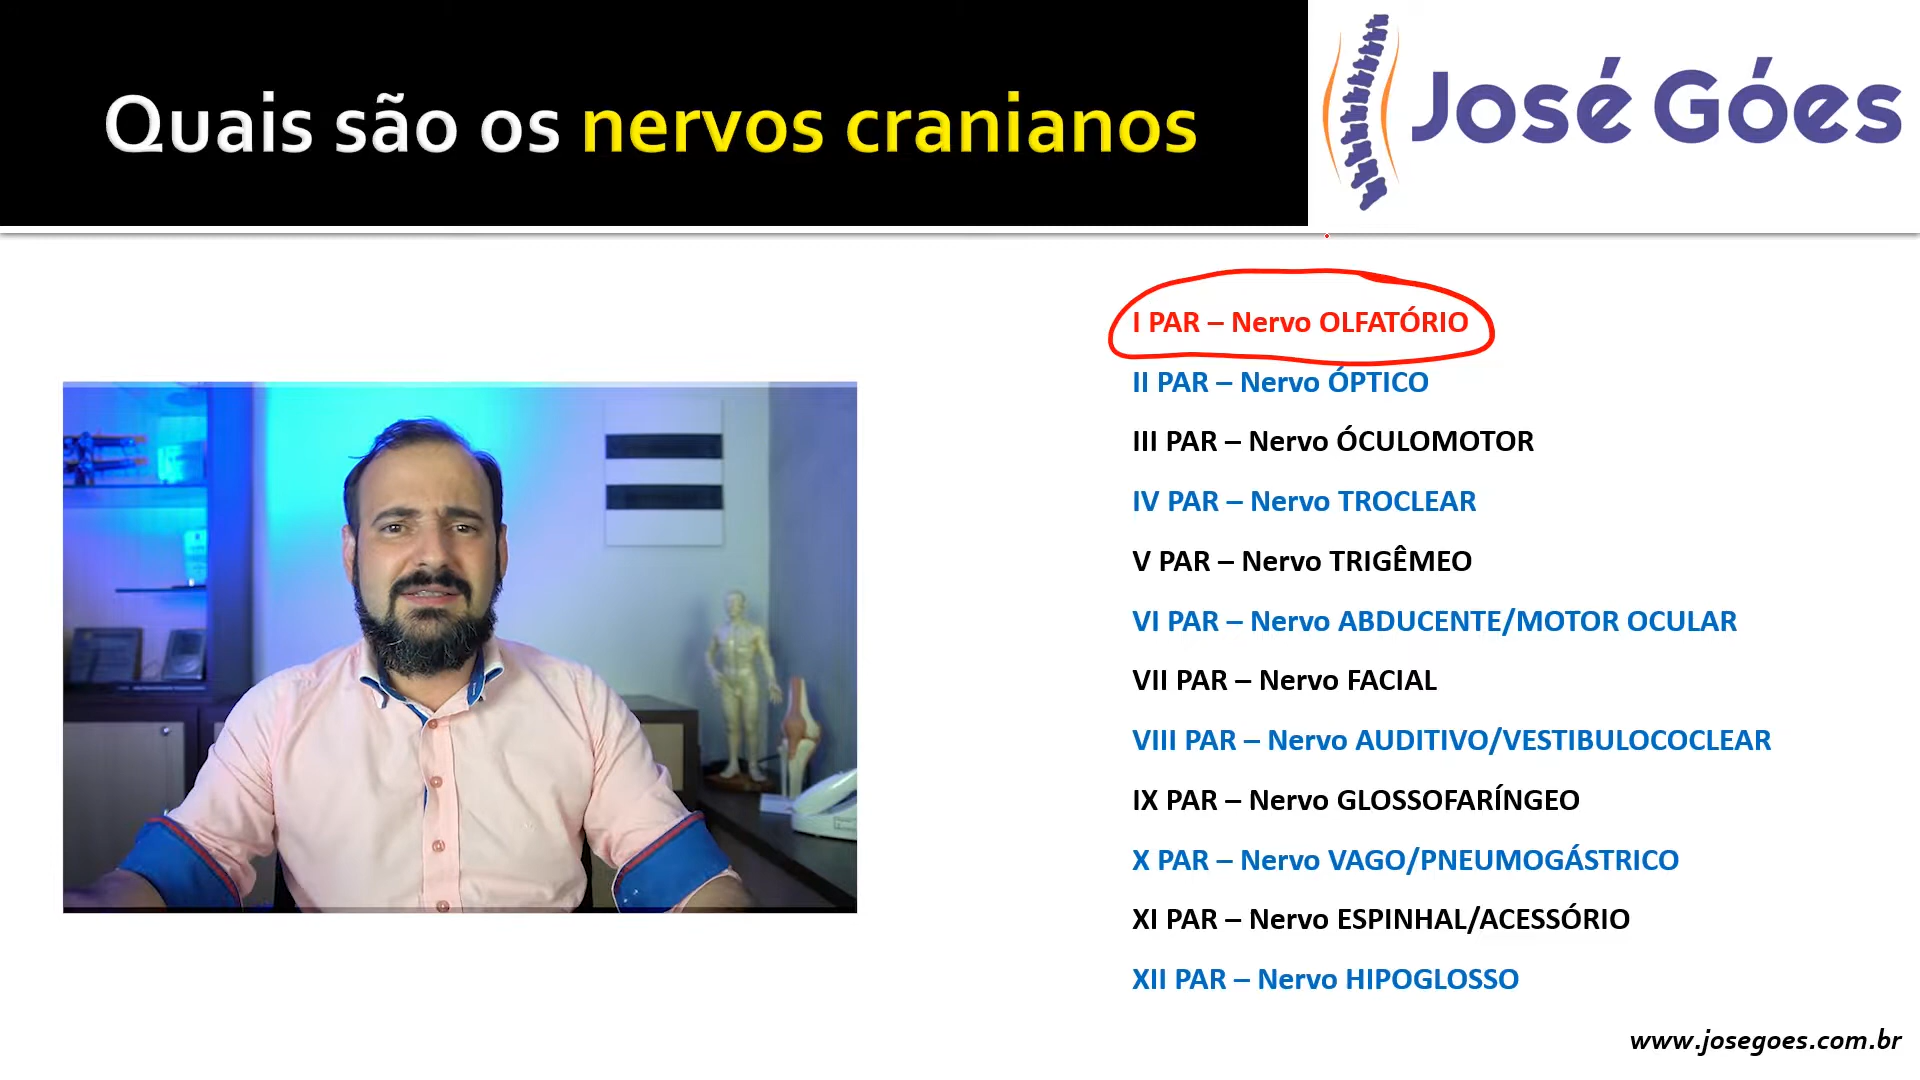 Quais são os nervos cranianos
José Góes
I PAR – Nervo OLFATÓRIO
II PAR – Nervo ÓPTICO
III PAR – Nervo ÓCULOMOTOR
IV PAR – Nervo TROCLEAR
V PAR – Nervo TRIGÊMEO
VI PAR – Nervo ABDUCENTE/MOTOR OCULAR
VII PAR – Nervo FACIAL
VIII PAR – Nervo AUDITIVO/VESTIBULOCOCLEAR
IX PAR – Nervo GLOSSOFARÍNGEO
X PAR – Nervo VAGO/PNEUMOGÁSTRICO
XI PAR – Nervo ESPINHAL/ACESSÓRIO
XII PAR – Nervo HIPOGLOSSO
www.josegoes.com.br